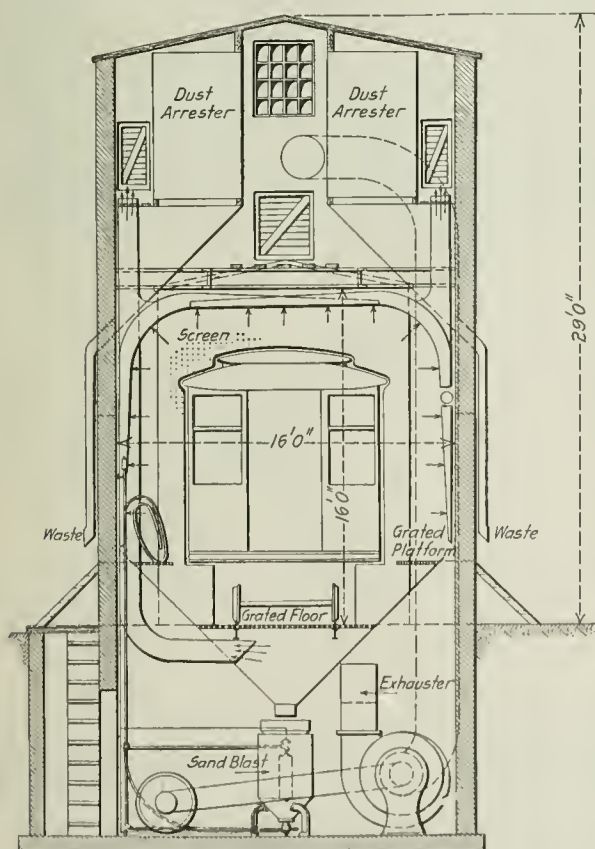 Dust
Arrester
Dust
Arrester
29'0"
Screen
16'0"
16'0"
Waste
Grated
Platform
Waste
Grated Floor
Exhauster
Sand Blast